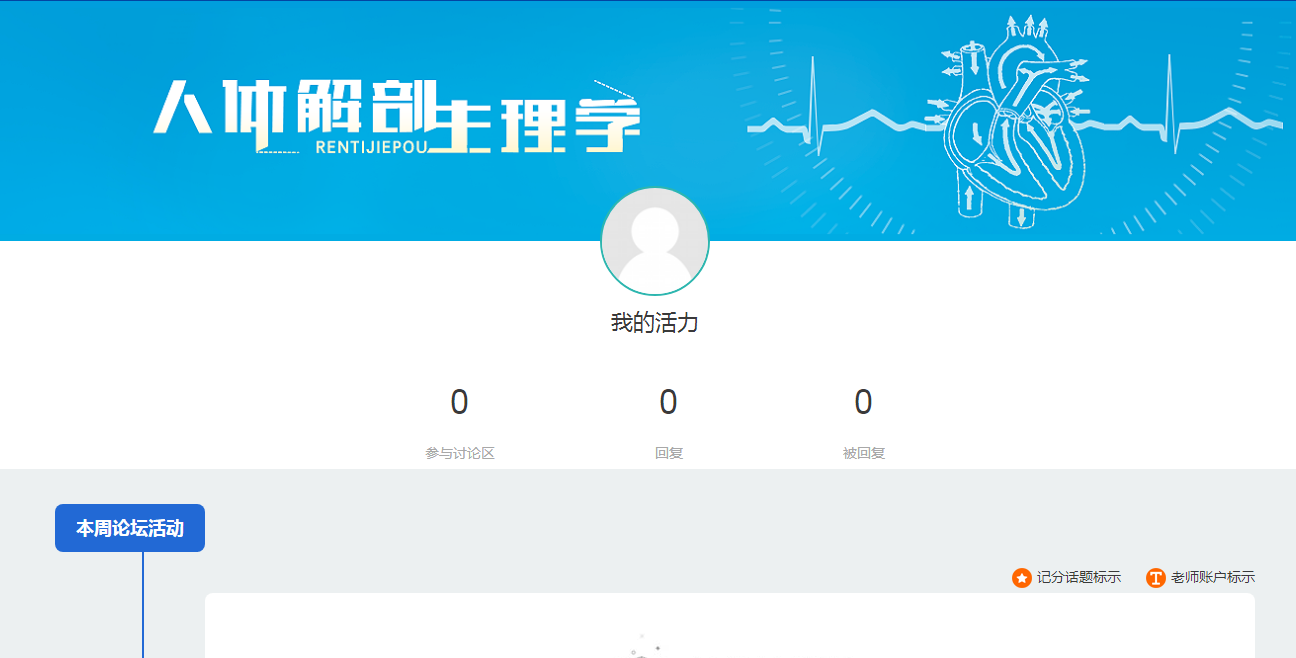 人体解剖生理学
RENTIJIEPOU
我的活力
0 0 0
参与讨论区 回复 被回复
本周论坛活动
记分话题标示 T 老师账户标示